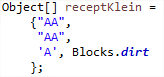 Object[] receptKlein =
{"AA",
"AA",
'A', Blocks.dirt
};